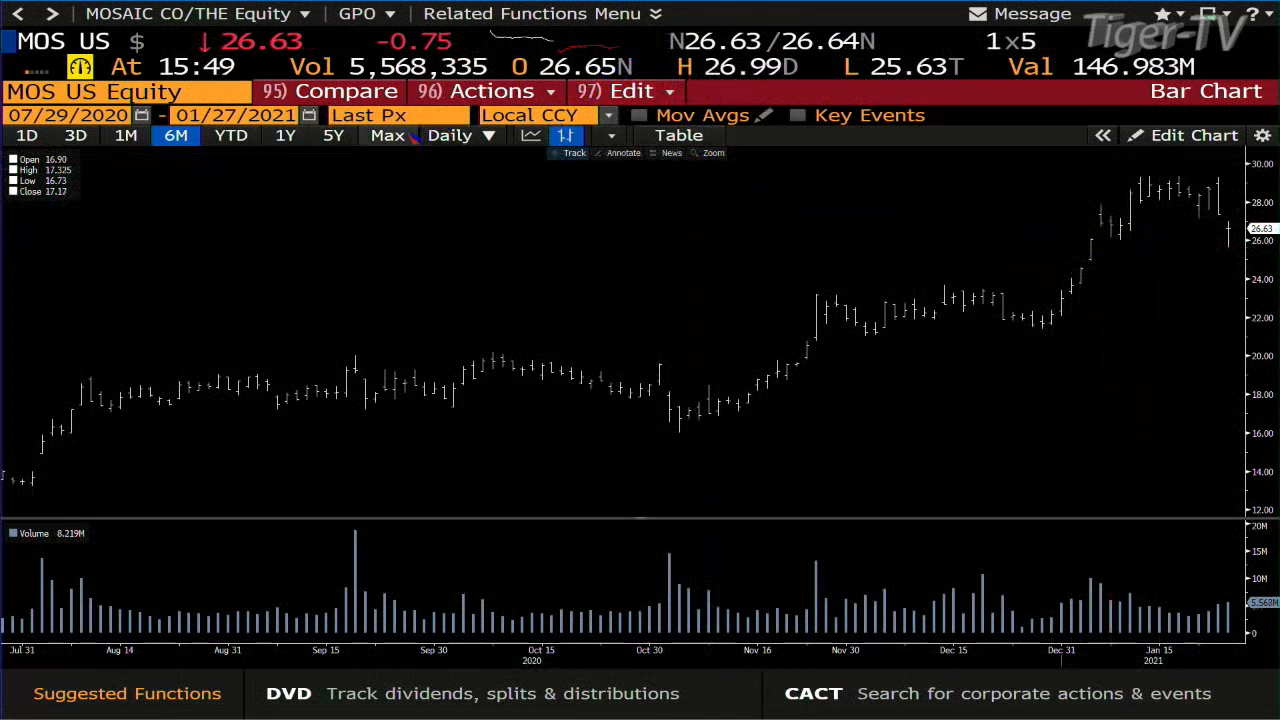 MOSAIC CO/THE Equity GPO Related Functions Menu Message ?
Tiger-TV
MOS US $ ↓ 26.63 -0.75 N26.63/26.64N 1x5
At 15:49 Vol 5,568,335 O 26.65N H 26.99D L 25.63T Val 146.983M
MOS US Equity 95) Compare 96) Actions 97) Edit Bar Chart
07/29/2020 - 01/27/2021 Last Px Local CCY Mov Avgs Key Events
1D 3D 1M 6M YTD 1Y 5Y Max Daily ▼ Table « Edit Chart
Track Annotate News Zoom
Open 16.90
High 17.325
Low 16.73
Close 17.17
30.00
28.00
26.63
26.00
24.00
22.00
20.00
18.00
16.00
14.00
12.00
Volume 8.219M
20M
15M
10M
5.568M
0
Jul 31 Aug 14 Aug 31 Sep 15 Sep 30 Oct 15 Oct 30 Nov 16 Nov 30 Dec 15 Dec 31 Jan 15
2020 2021
Suggested Functions DVD Track dividends, splits & distributions CACT Search for corporate actions & events